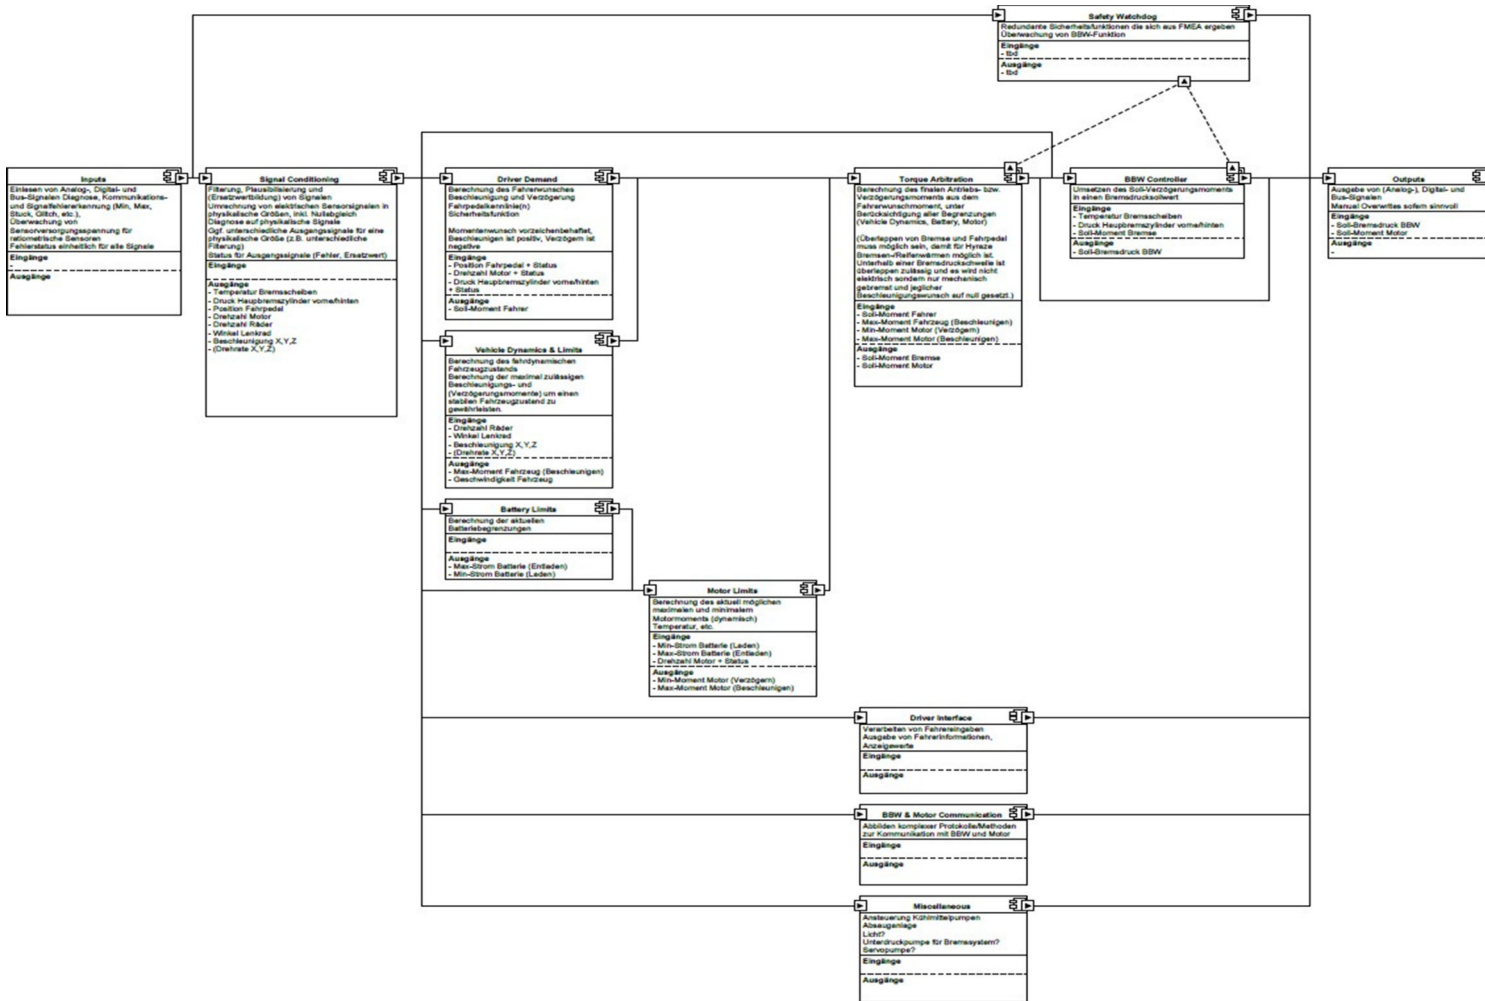 Safety Watchdog
Redundante Sicherheitsfunktionen die sich aus FMEA ergeben
Überwachung von BBW-Funktion
Eingänge
- tbd
Ausgänge
- tbd
Inputs
Einlesen von Analog-, Digital- und
Bus-Signalen Diagnose, Kommunikations-
und Signalfehlererkennung (Min, Max,
Stuck, Glitch, etc.),
Überwachung von
Sensorversorgungsspannung für
ratiometrische Sensoren
Fehlerstatus einheitlich für alle Signale
Eingänge
-
Ausgänge
Signal Conditioning
Filterung, Plausibilisierung und
(Ersatzwertbildung) von Signalen
Umrechnung von elektrischen Sensorsignalen in
physikalische Größen, inkl. Nullabgleich
Diagnose auf physikalische Signale
Ggf. unterschiedliche Ausgangssignale für eine
physikalische Größe (z.B. unterschiedliche
Filterung)
Status für Ausgangssignale (Fehler, Ersatzwert)
Eingänge
Ausgänge
- Temperatur Bremsscheiben
- Druck Haupbremszylinder vorne/hinten
- Position Fahrpedal
- Drehzahl Motor
- Drehzahl Räder
- Winkel Lenkrad
- Beschleunigung X,Y,Z
- (Drehrate X,Y,Z)
Driver Demand
Berechnung des Fahrerwunsches
Beschleunigung und Verzögerung
Fahrpedalkennlinie(n)
Sicherheitsfunktion
Momentenwunsch vorzeichenbehaftet,
Beschleunigen ist positiv, Verzögern ist
negative
Eingänge
- Position Fahrpedal + Status
- Drehzahl Motor + Status
- Druck Haupbremszylinder vorne/hinten
+ Status
Ausgänge
- Soll-Moment Fahrer
Vehicle Dynamics & Limits
Berechnung des fahrdynamischen
Fahrzeugzustands
Berechnung der maximal zulässigen
Beschleunigungs- und
(Verzögerungsmomente) um einen
stabilen Fahrzeugzustand zu
gewährleisten.
Eingänge
- Drehzahl Räder
- Winkel Lenkrad
- Beschleunigung X,Y,Z
- (Drehrate X,Y,Z)
Ausgänge
- Max-Moment Fahrzeug (Beschleunigen)
- Geschwindigkeit Fahrzeug
Battery Limits
Berechnung der aktuellen
Batteriebegrenzungen
Eingänge
Ausgänge
- Max-Strom Batterie (Entladen)
- Min-Strom Batterie (Laden)
Motor Limits
Berechnung des aktuell möglichen
maximalen und minimalem
Motormoments (dynamisch)
Temperatur, etc.
Eingänge
- Min-Strom Batterie (Laden)
- Max-Strom Batterie (Entladen)
- Drehzahl Motor + Status
Ausgänge
- Min-Moment Motor (Verzögern)
- Max-Moment Motor (Beschleunigen)
Torque Arbitration
Berechnung des finalen Antriebs- bzw.
Verzögerungsmoments aus dem
Fahrerwunschmoment, unter
Berücksichtigung aller Begrenzungen
(Vehicle Dynamics, Battery, Motor)
(Überlappen von Bremse und Fahrpedal
muss möglich sein, damit für Hyraze
Bremsen-/Reifenwärmen möglich ist.
Unterhalb einer Bremsdruckschwelle ist
überlappen zulässig und es wird nicht
elektrisch sondern nur mechanisch
gebremst und jeglicher
Beschleunigungswunsch auf null gesetzt.)
Eingänge
- Soll-Moment Fahrer
- Max-Moment Fahrzeug (Beschleunigen)
- Min-Moment Motor (Verzögern)
- Max-Moment Motor (Beschleunigen)
Ausgänge
- Soll-Moment Bremse
- Soll-Moment Motor
BBW Controller
Umsetzen des Soll-Verzögerungsmoments
in einen Bremsdrucksollwert
Eingänge
- Temperatur Bremsscheiben
- Druck Haupbremszylinder vorne/hinten
- Soll-Moment Bremse
Ausgänge
- Soll-Bremsdruck BBW
Outputs
Ausgabe von (Analog-), Digital- und
Bus-Signalen
Manual Overwrites sofern sinnvoll
Eingänge
- Soll-Bremsdruck BBW
- Soll-Moment Motor
Ausgänge
-
Driver Interface
Verarbeiten von Fahrereingaben
Ausgabe von Fahrerinformationen,
Anzeigewerte
Eingänge
Ausgänge
BBW & Motor Communication
Abbilden komplexer Protokolle/Methoden
zur Kommunikation mit BBW und Motor
Eingänge
Ausgänge
Miscellaneous
Ansteuerung Kühlmittelpumpen
Absauganlage
Licht?
Unterdruckpumpe für Bremssystem?
Servopumpe?
Eingänge
Ausgänge